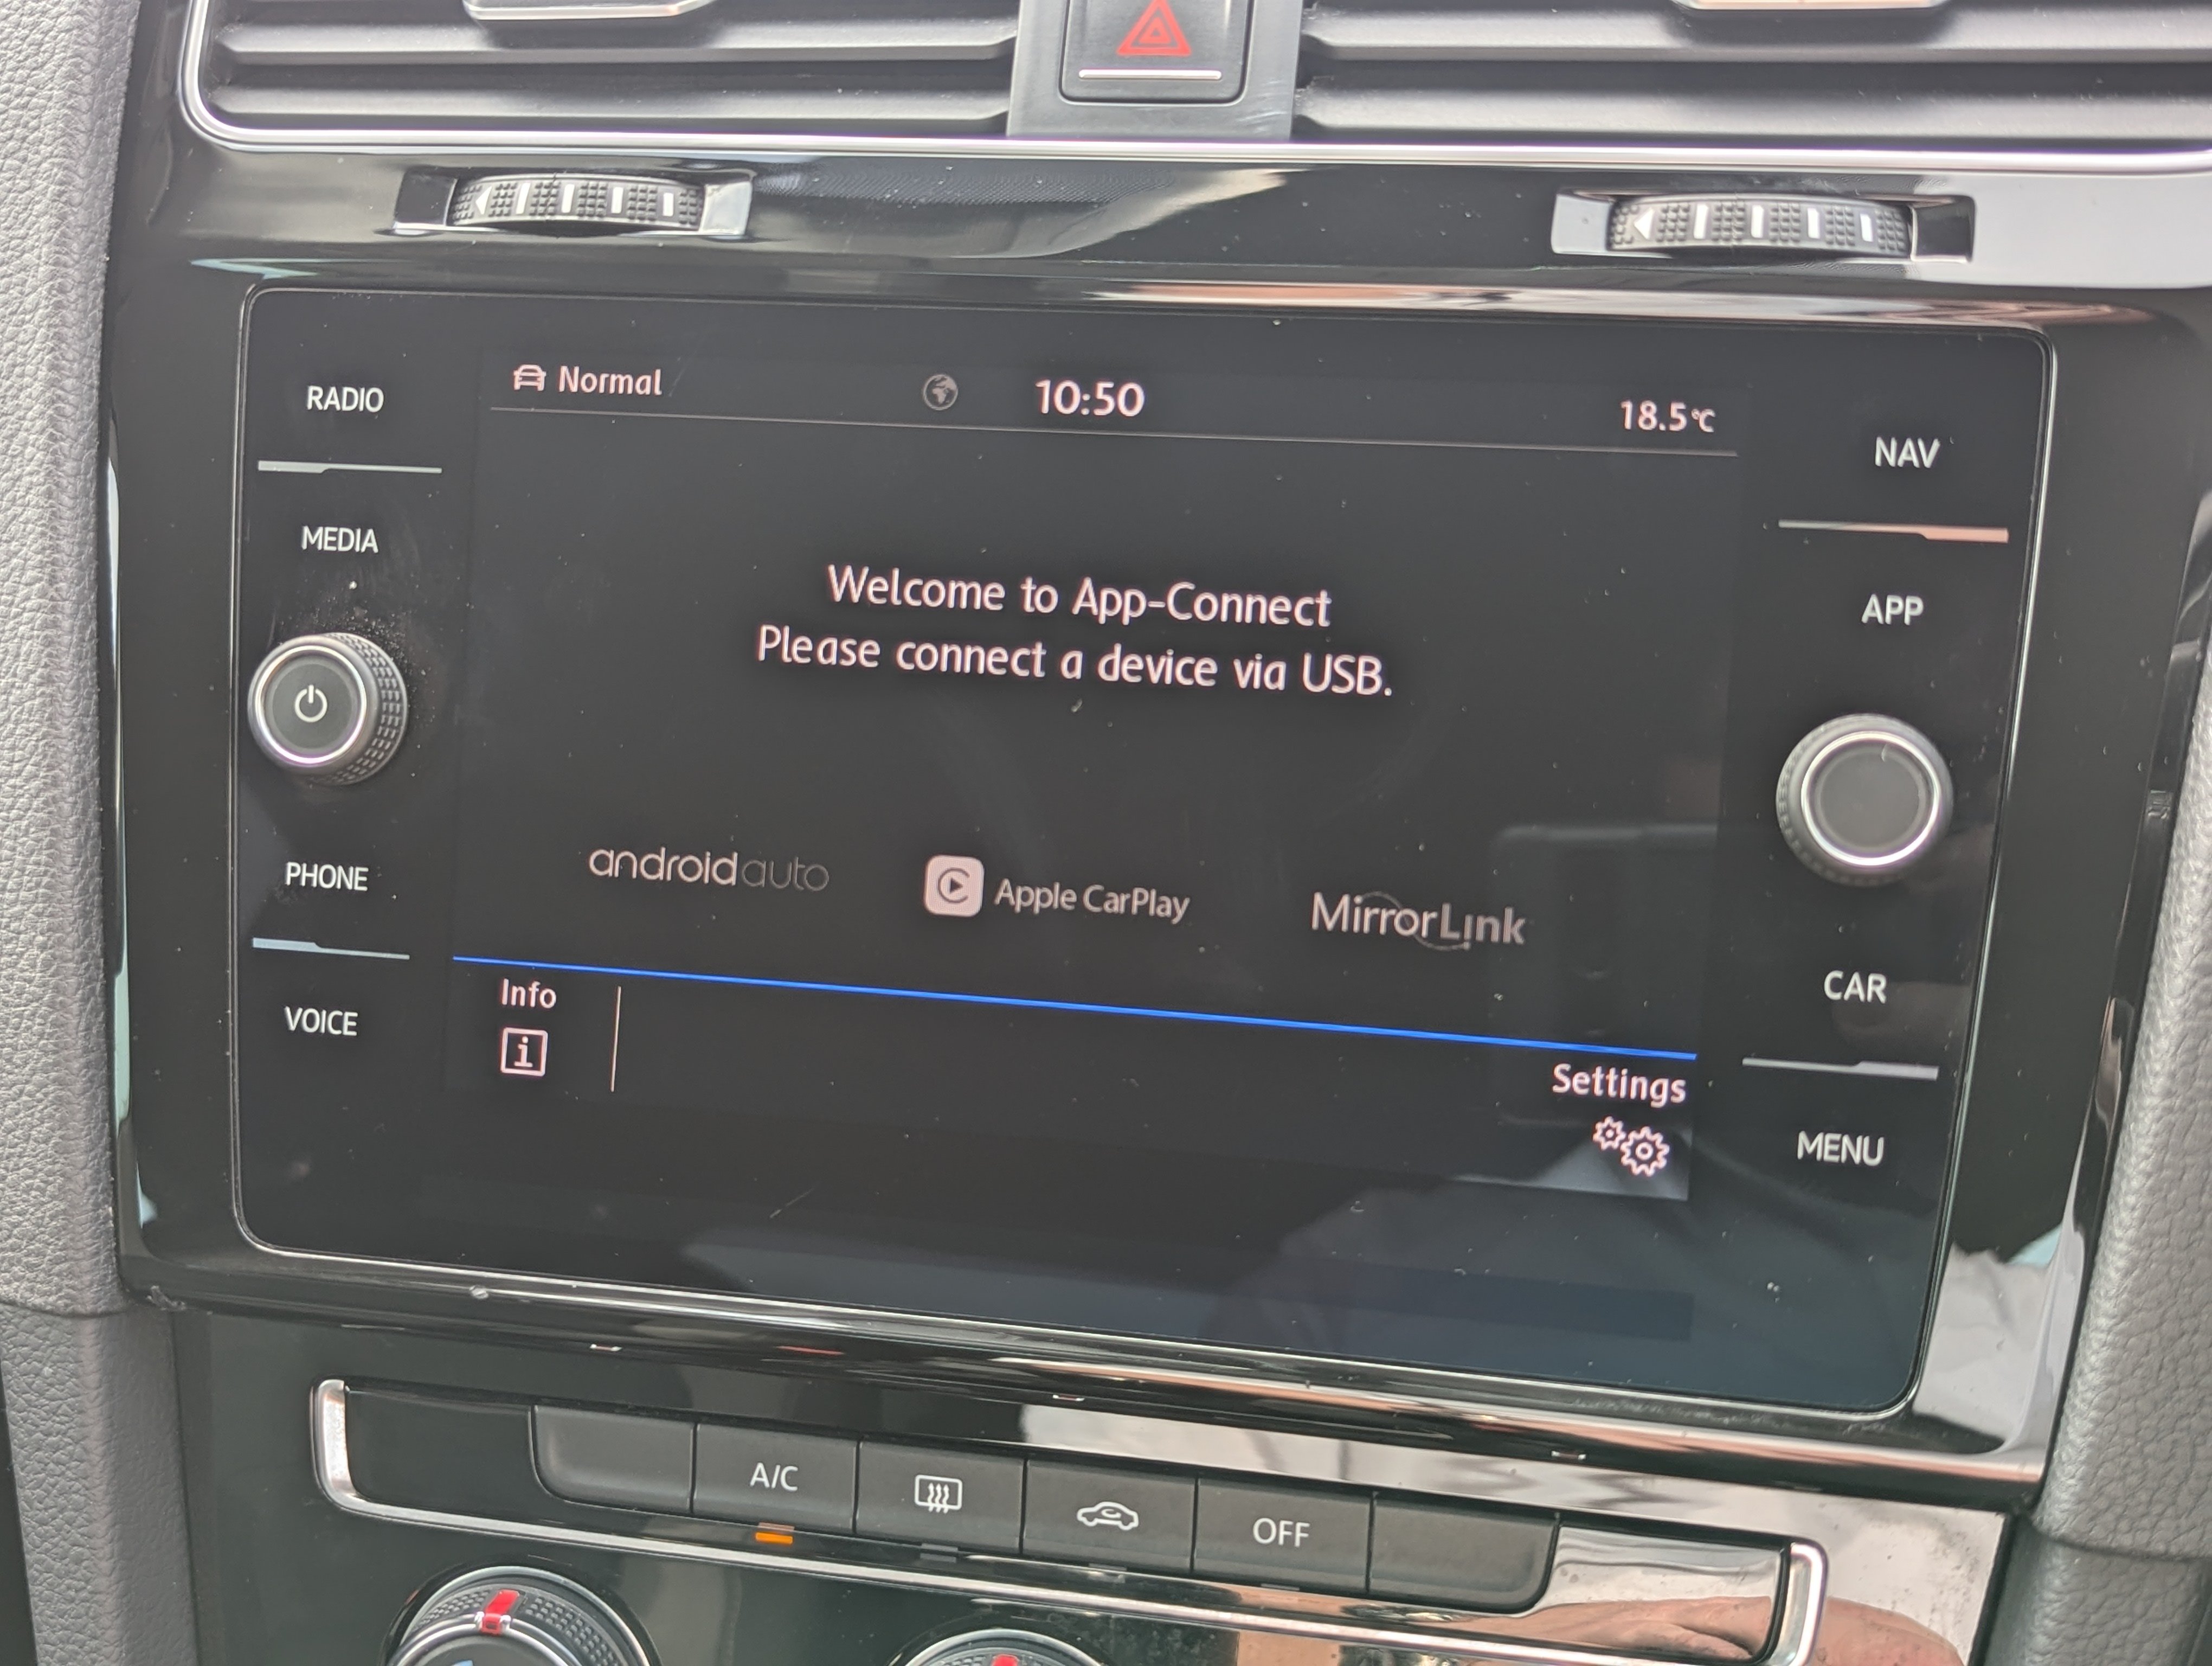 RADIO
MEDIA
PHONE
VOICE
Normal
10:50
18.5°C
Welcome to App-Connect
Please connect a device via USB.
androidauto
Apple CarPlay
MirrorLink
Info
Settings
NAV
APP
CAR
MENU
A/C
OFF